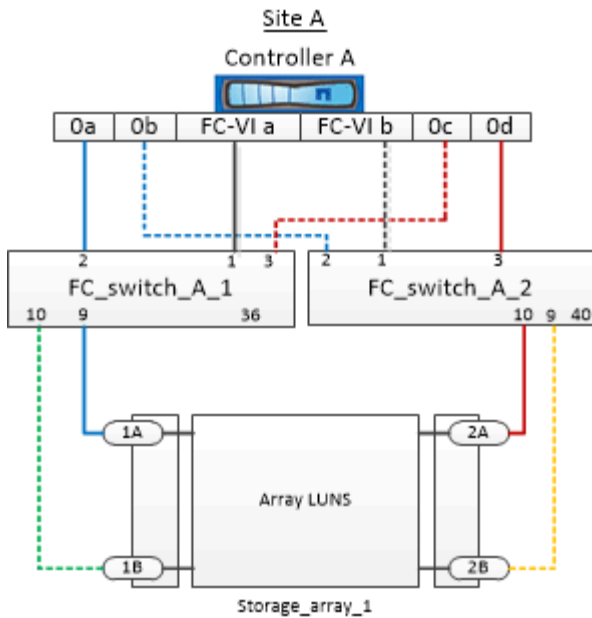 Site A
Controller A
0a 0b FC-VI a FC-VI b 0c 0d
2 1 3 2 1 3
FC_switch_A_1 FC_switch_A_2
10 9 36 10 9 40
1A 2A
Array LUNS
1B 2B
Storage_array_1